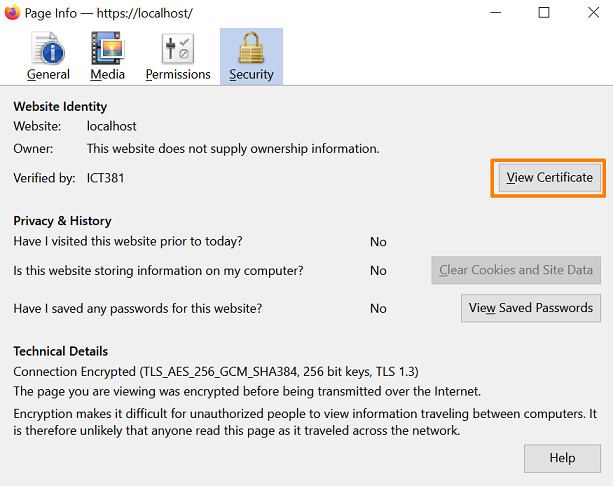 Page Info — https://localhost/
General Media Permissions Security
Website Identity
Website: localhost
Owner: This website does not supply ownership information.
Verified by: ICT381 View Certificate
Privacy & History
Have I visited this website prior to today? No
Is this website storing information on my computer? No Clear Cookies and Site Data
Have I saved any passwords for this website? No View Saved Passwords
Technical Details
Connection Encrypted (TLS_AES_256_GCM_SHA384, 256 bit keys, TLS 1.3)
The page you are viewing was encrypted before being transmitted over the Internet.
Encryption makes it difficult for unauthorized people to view information traveling between computers. It
is therefore unlikely that anyone read this page as it traveled across the network.
Help